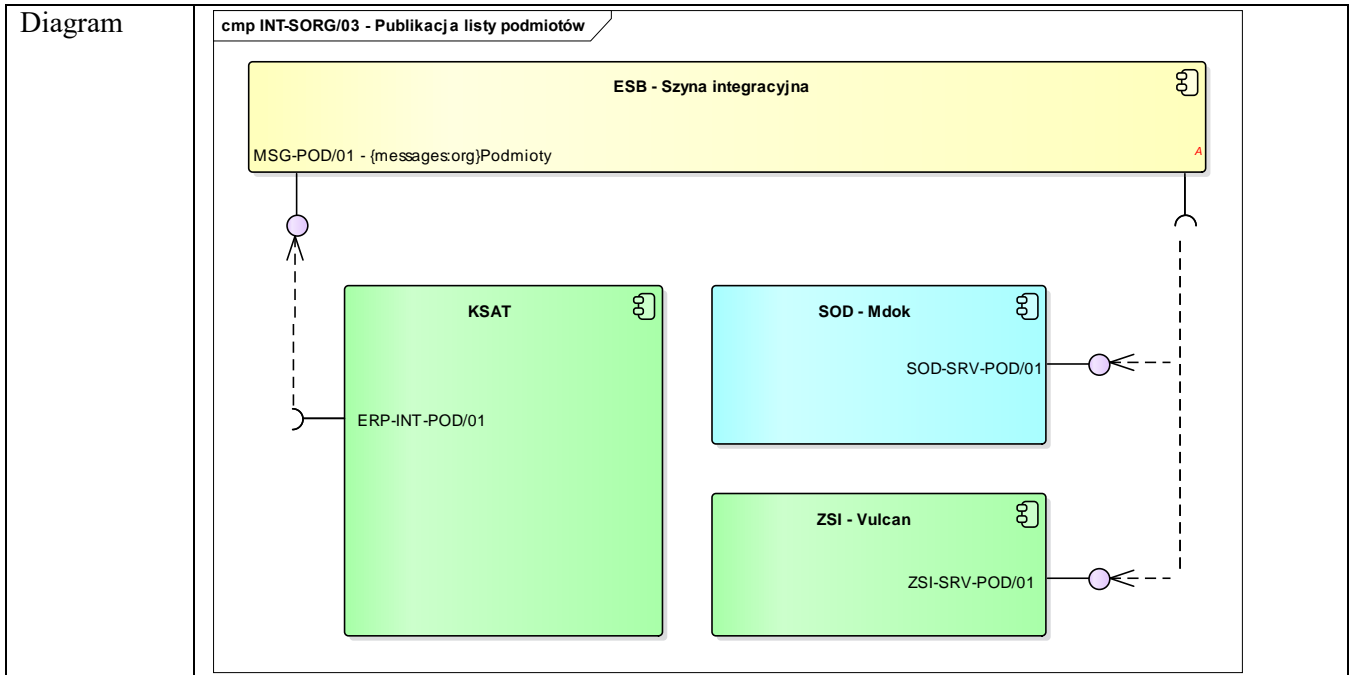 Diagram
cmp INT-SORG/03 - Publikacja listy podmiotów
ESB - Szyna integracyjna
MSG-POD/01 - {messages:org}Podmioty
A
KSAT
ERP-INT-POD/01
SOD - Mdok
SOD-SRV-POD/01
ZSI - Vulcan
ZSI-SRV-POD/01